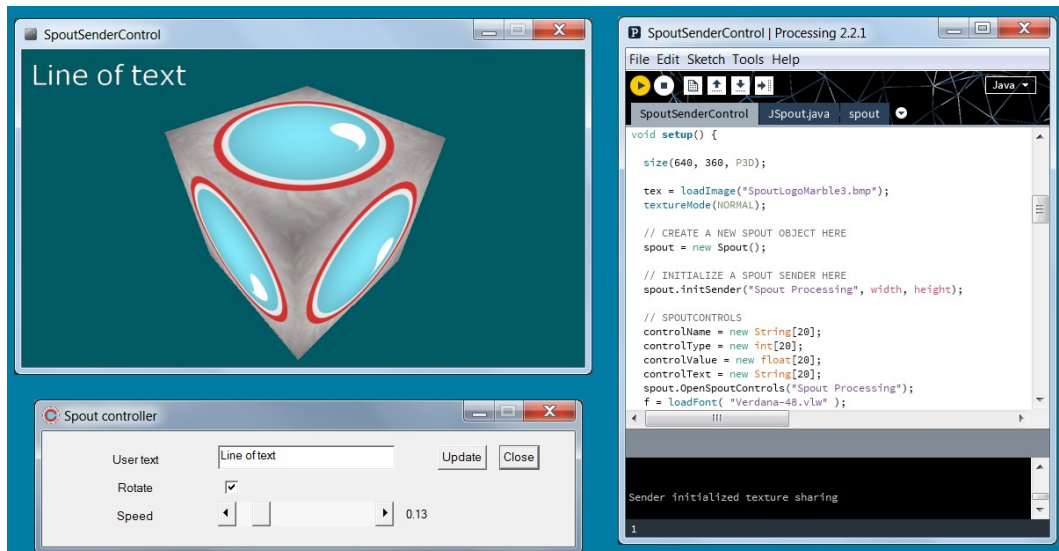 SpoutSenderControl
Line of text
Spout controller
User text
Line of text
Update
Close
Rotate
Speed
0.13
SpoutSenderControl | Processing 2.2.1
File Edit Sketch Tools Help
Java
SpoutSenderControl JSpout.java spout
void setup() {
size(640, 360, P3D);
tex = loadImage("SpoutLogoMarble3.bmp");
textureMode(NORMAL);
// CREATE A NEW SPOUT OBJECT HERE
spout = new Spout();
// INITIALIZE A SPOUT SENDER HERE
spout.initSender("Spout Processing", width, height);
// SPOUTCONTROLS
controlName = new String[20];
controlType = new int[20];
controlValue = new float[20];
controlText = new String[20];
spout.OpenSpoutControls("Spout Processing");
f = loadFont( "Verdana-48.vlw" );
Sender initialized texture sharing
1